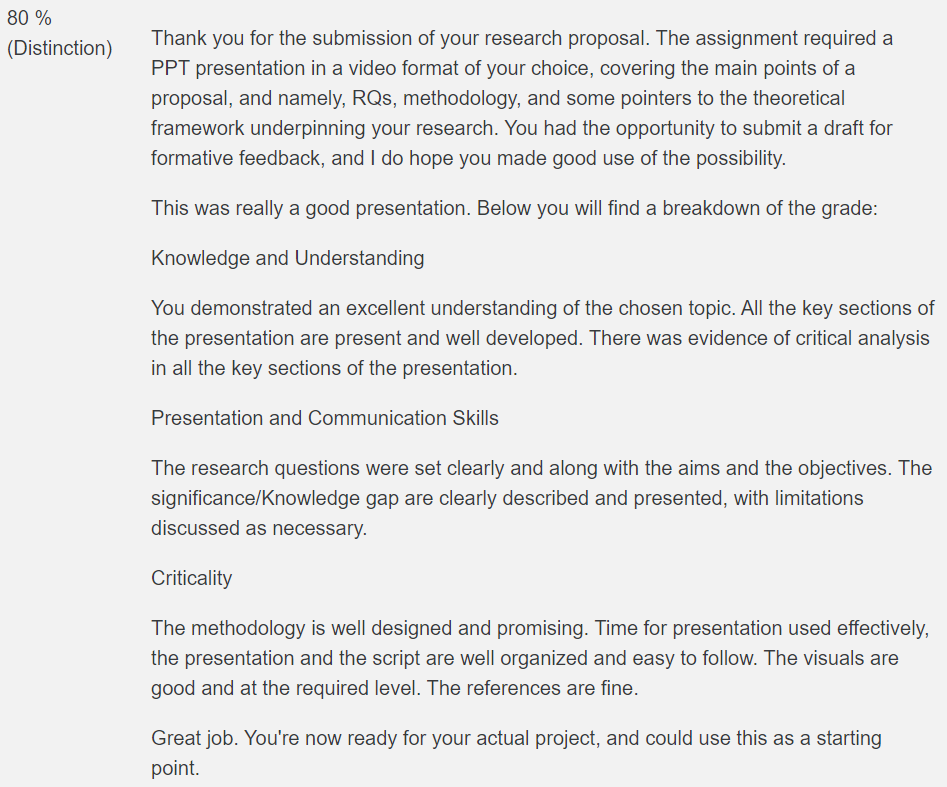 80 %
(Distinction)
Thank you for the submission of your research proposal. The assignment required a
PPT presentation in a video format of your choice, covering the main points of a
proposal, and namely, RQs, methodology, and some pointers to the theoretical
framework underpinning your research. You had the opportunity to submit a draft for
formative feedback, and I do hope you made good use of the possibility.
This was really a good presentation. Below you will find a breakdown of the grade:
Knowledge and Understanding
You demonstrated an excellent understanding of the chosen topic. All the key sections of
the presentation are present and well developed. There was evidence of critical analysis
in all the key sections of the presentation.
Presentation and Communication Skills
The research questions were set clearly and along with the aims and the objectives. The
significance/Knowledge gap are clearly described and presented, with limitations
discussed as necessary.
Criticality
The methodology is well designed and promising. Time for presentation used effectively,
the presentation and the script are well organized and easy to follow. The visuals are
good and at the required level. The references are fine.
Great job. You're now ready for your actual project, and could use this as a starting
point.